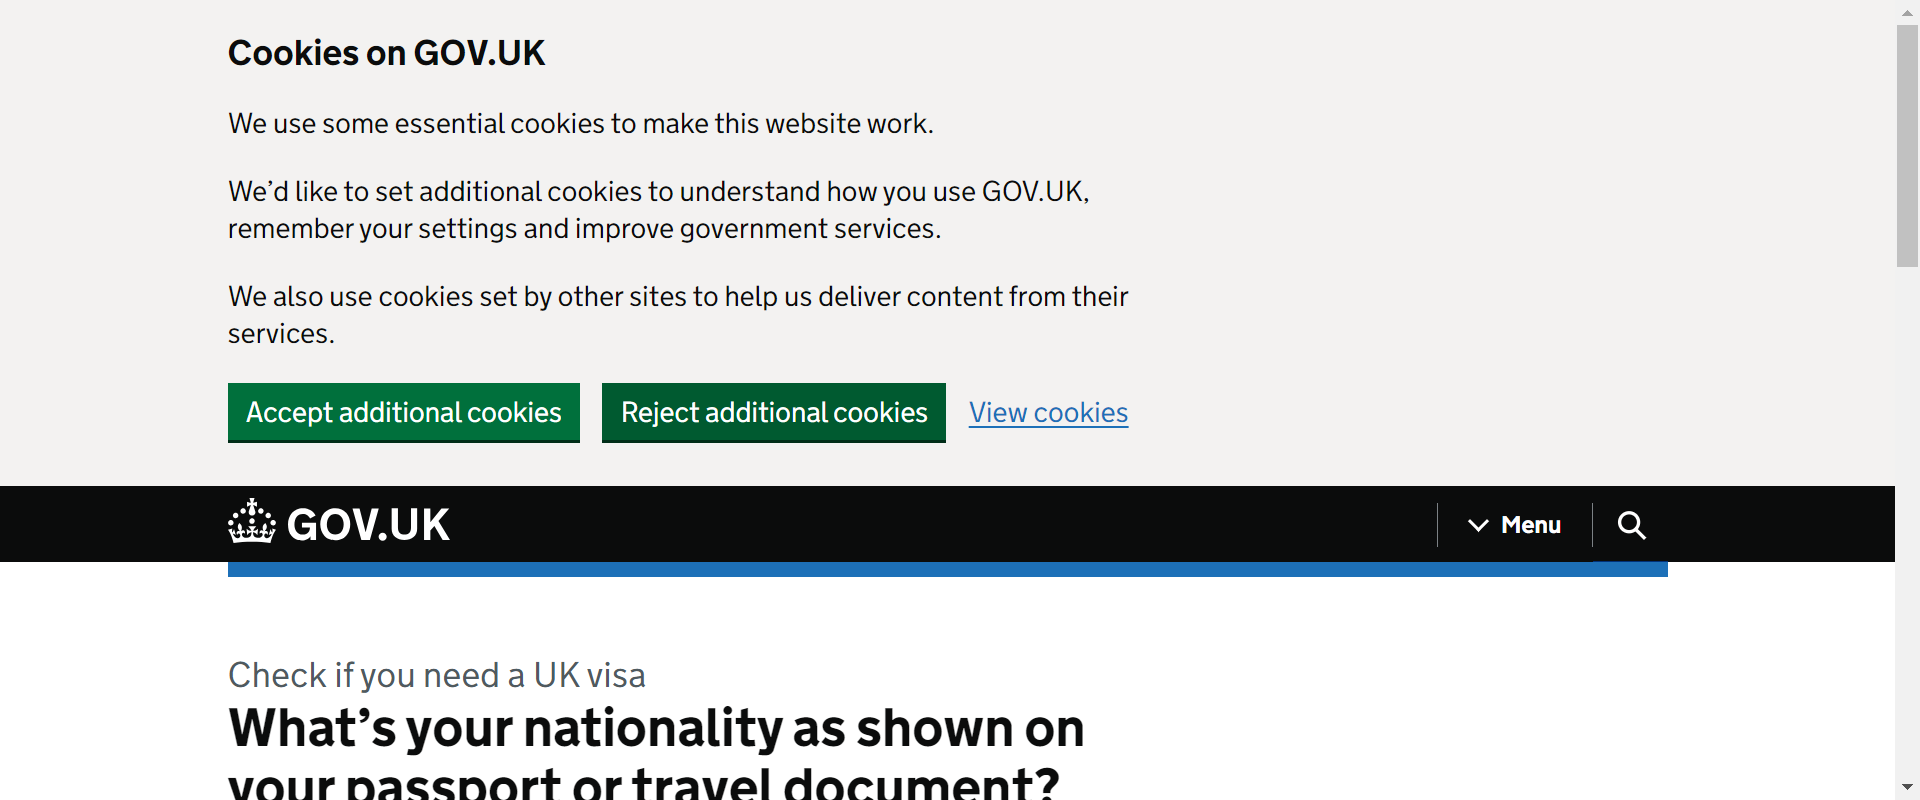 Cookies on GOV.UK
We use some essential cookies to make this website work.
We’d like to set additional cookies to understand how you use GOV.UK,
remember your settings and improve government services.
We also use cookies set by other sites to help us deliver content from their
services.
Accept additional cookies
Reject additional cookies
View cookies
GOV.UK
Menu
Check if you need a UK visa
What’s your nationality as shown on
your passport or travel document?